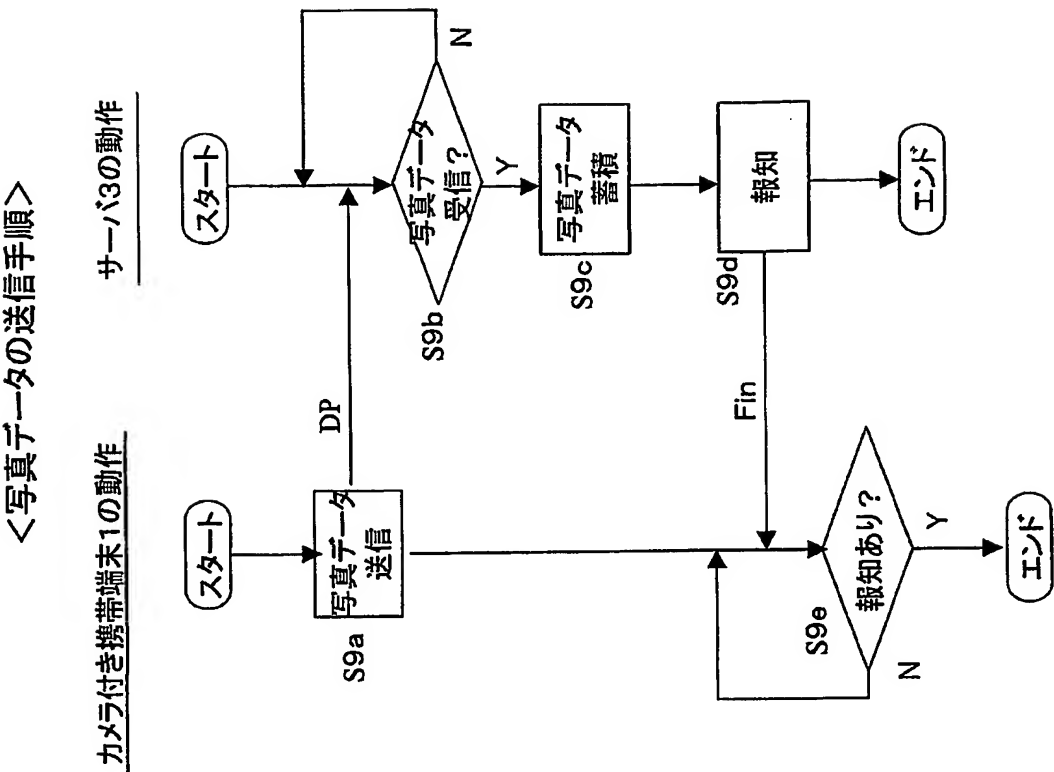 <写真データの送信手順>
カメラ付き携帯端末1の動作
スタート
S9a
写真データ
送信
DP
S9e
報知あり?
N
Y
エンド
Fin
サーバ3の動作
スタート
S9b
写真データ
受信?
N
Y
S9c
写真データ
蓄積
S9d
報知
エンド